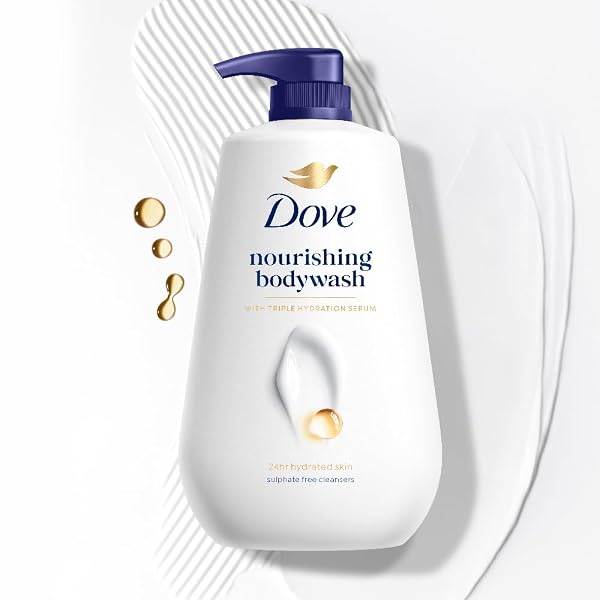 Dove
nourishing
bodywash
WITH TRIPLE HYDRATION SERUM
24hr hydrated skin
sulphate free cleansers